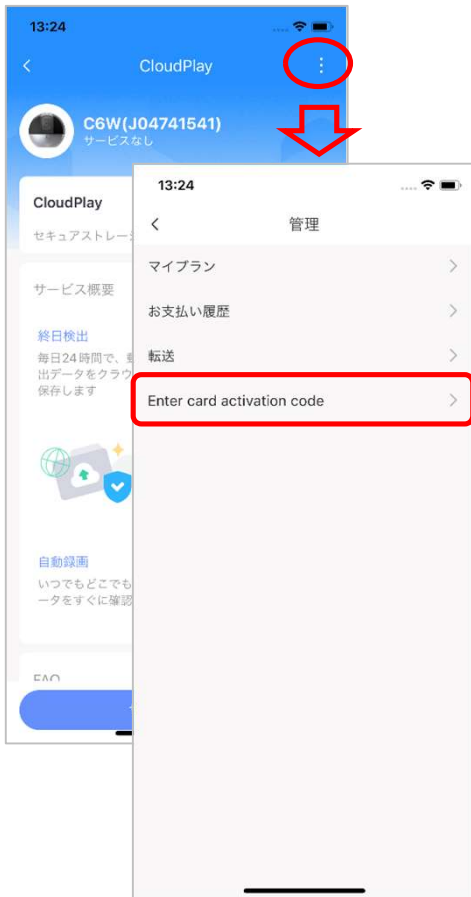 13:24
CloudPlay
C6W(J04741541)
サービスなし
CloudPlay
セキュアストレー
サービス概要
終日検出
毎日24時間で、
出データをクラウ
保存します
自動録画
いつでもどこでも
ータをすぐに確認
FAQ
13:24
管理
マイプラン
お支払い履歴
転送
Enter card activation code